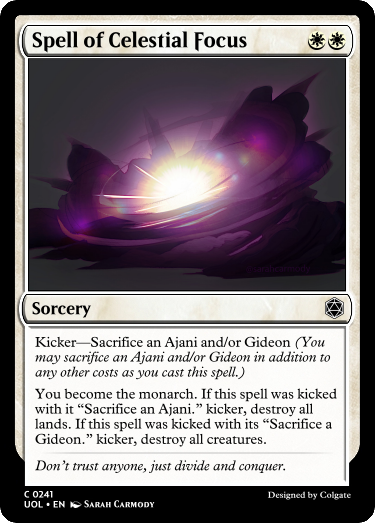 Spell of Celestial Focus
Sorcery
Kicker—Sacrifice an Ajani and/or Gideon (You
may sacrifice an Ajani and/or Gideon in addition to
any other costs as you cast this spell.)
You become the monarch. If this spell was kicked
with it “Sacrifice an Ajani.” kicker, destroy all
lands. If this spell was kicked with its “Sacrifice a
Gideon.” kicker, destroy all creatures.
Don't trust anyone, just divide and conquer.
C 0241
UOL • EN Sarah Carmody
Designed by Colgate